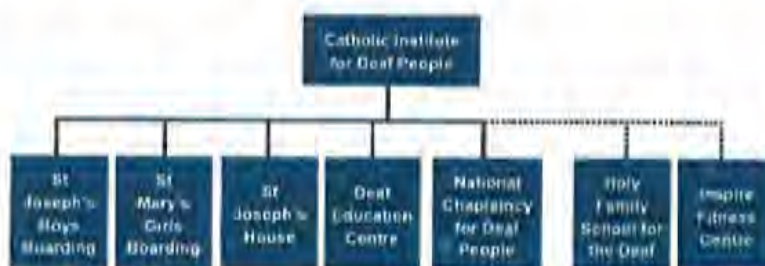 Catholic Institute
for Deaf People
St
Joseph's
Boys
Boarding
St
Mary's
Girls
Boarding
St
Joseph's
House
Deaf
Education
Centre
National
Chaplaincy
for Deaf
People
Holy
Family
School for
the Deaf
Inspire
Fitness
Centre